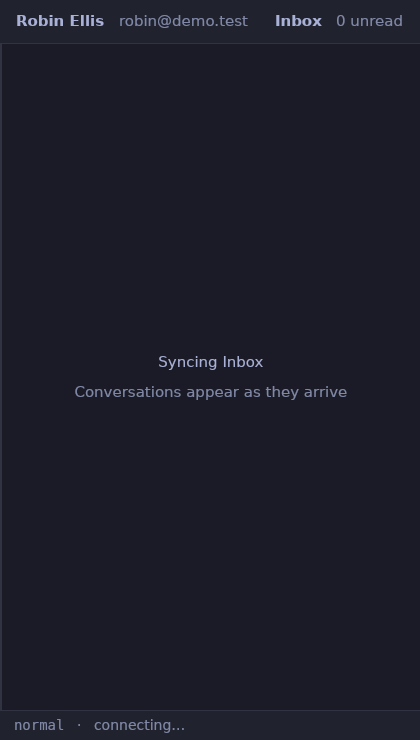 Robin Ellis robin@demo.test Inbox 0 unread
Syncing Inbox
Conversations appear as they arrive
normal · connecting…